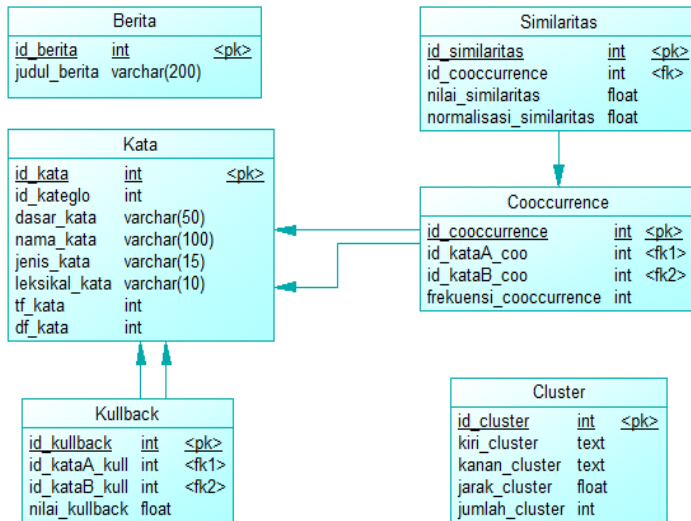 Berita
id_berita int <pk>
judul_berita varchar(200)
Similaritas
id_similaritas int <pk>
id_cooccurrence int <fk>
nilai_similaritas float
normalisasi_similaritas float
Kata
id_kata int <pk>
id_kateglo int
dasar_kata varchar(50)
nama_kata varchar(100)
jenis_kata varchar(15)
leksikal_kata varchar(10)
tf_kata int
df_kata int
Cooccurrence
id_cooccurrence int <pk>
id_kataA_coo int <fk1>
id_kataB_coo int <fk2>
frekuensi_cooccurrence int
Kullback
id_kullback int <pk>
id_kataA_kull int <fk1>
id_kataB_kull int <fk2>
nilai_kullback float
Cluster
id_cluster int <pk>
kiri_cluster text
kanan_cluster text
jarak_cluster float
jumlah_cluster int